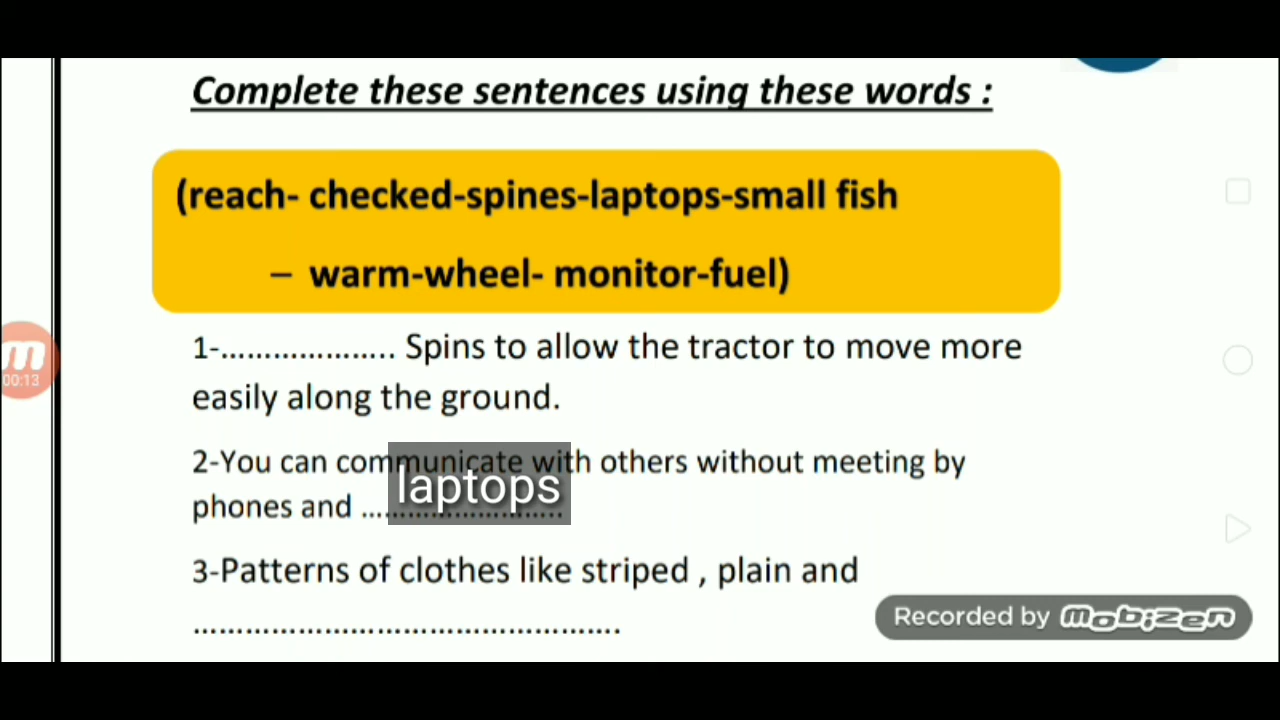 Complete these sentences using these words :
(reach- checked-spines-laptops-small fish
– warm-wheel- monitor-fuel)
1-……………….. Spins to allow the tractor to move more
00:13
easily along the ground.
2-You can communicate with others without meeting by
laptops
phones and …………………..
3-Patterns of clothes like striped , plain and
Recorded by mobizen
……………………………………….